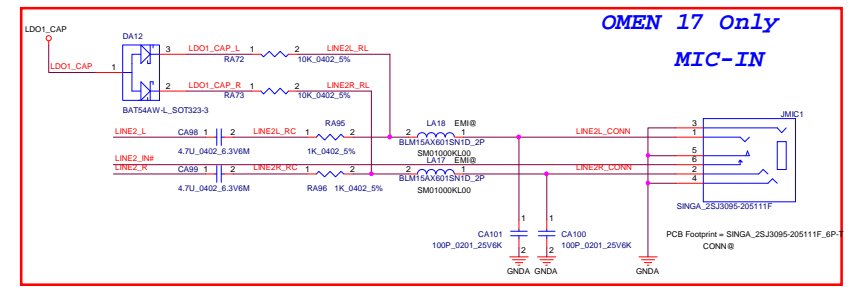 OMEN 17 Only
MIC-IN
LDO1_CAP
DA12
LDO1_CAP
1
3
LDO1_CAP_L
1
2
LINE2L_RL
RA72
10K_0402_5%
2
LDO1_CAP_R
1
2
LINE2R_RL
RA73
10K_0402_5%
BAT54AW-L_SOT323-3
LINE2_L
CA98
1
2
LINE2L_RC
1
RA95
2
4.7U_0402_6.3V6M
1K_0402_5%
LA18 EMI@
2
1
BLM15AX601SN1D_2P
SM01000KL00
LINE2L_CONN
LINE2_IN#
LINE2_R
CA99
1
2
LINE2R_RC
1
2
4.7U_0402_6.3V6M
RA96 1K_0402_5%
LA17 EMI@
2
1
BLM15AX601SN1D_2P
SM01000KL00
LINE2R_CONN
JMIC1
3
1
5
6
2
4
SINGA_2SJ3095-205111F
PCB Footprint = SINGA_2SJ3095-205111F_6P-T
CONN@
1
CA101
100P_0201_25V6K
2
1
CA100
100P_0201_25V6K
2
GNDA
GNDA
GNDA